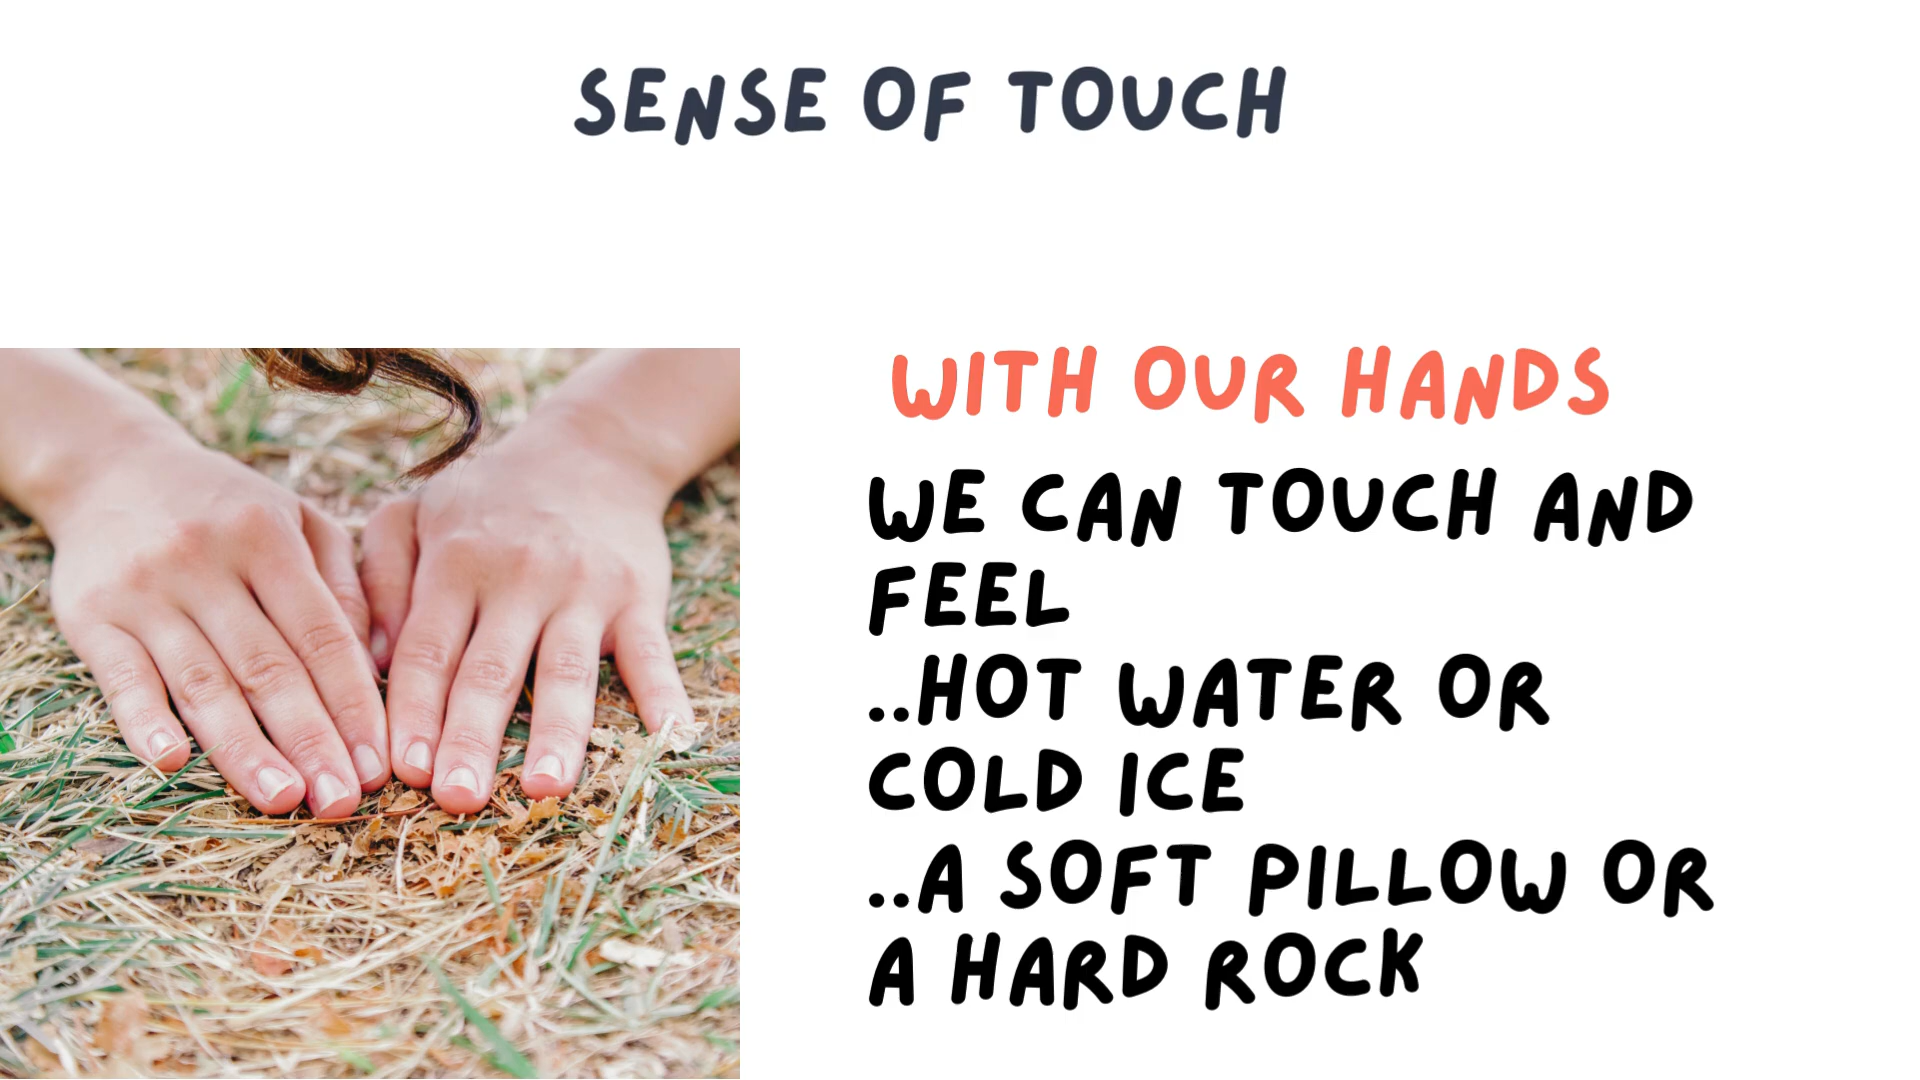 SENSE OF TOUCH
WITH OUR HANDS
WE CAN TOUCH AND
FEEL
..HOT WATER OR
COLD ICE
..A SOFT PILLOW OR
A HARD ROCK